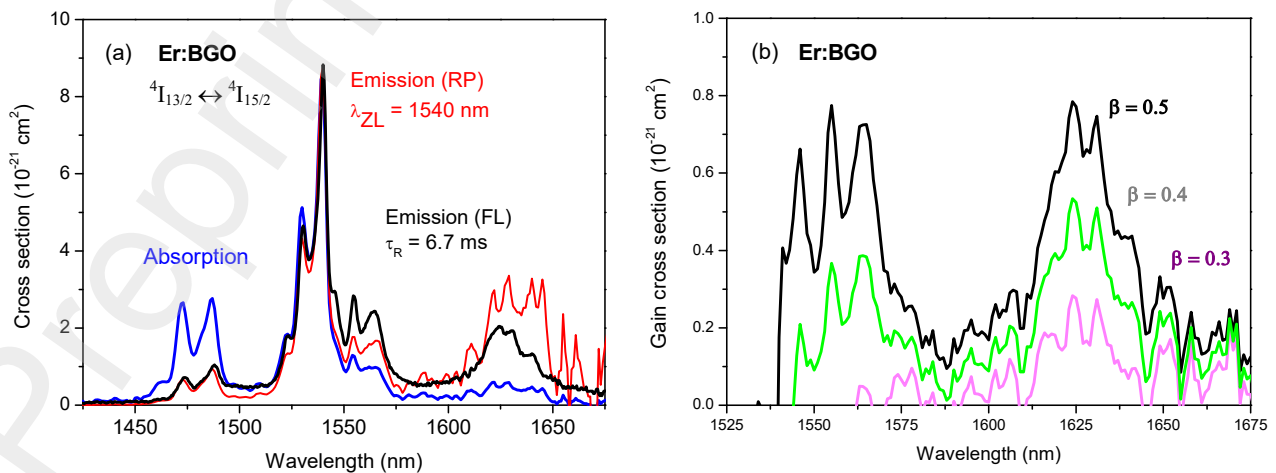 Preprin
(a)
Er:BGO
⁴I₁₃/₂ ↔ ⁴I₁₅/₂
Emission (RP)
λZL = 1540 nm
Emission (FL)
τR = 6.7 ms
Absorption
Cross section (10⁻²¹ cm²)
10
8
6
4
2
0
1450 1500 1550 1600 1650
Wavelength (nm)
(b)
Er:BGO
β = 0.5
β = 0.4
β = 0.3
Gain cross section (10⁻²¹ cm²)
1.0
0.8
0.6
0.4
0.2
0.0
1525 1550 1575 1600 1625 1650 1675
Wavelength (nm)